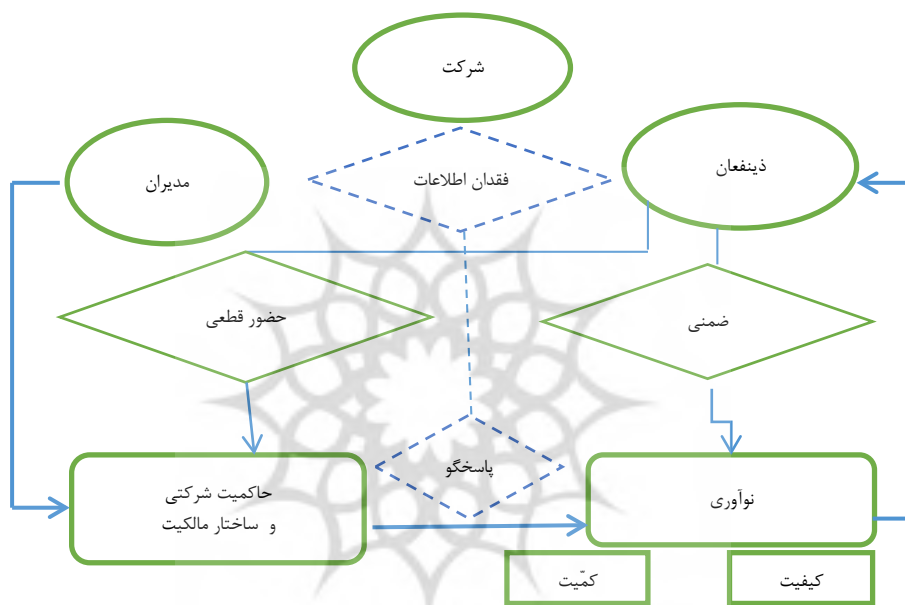 شرکت
ذینفعان
فقدان اطلاعات
مدیران
ضمنی
حضور قطعی
پاسخگو
نوآوری
حاکمیت شرکتی
و ساختار مالکیت
کیفیت
کمّیت